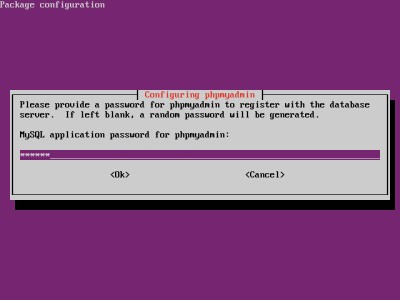 Package configuration
Configuring phpmyadmin
Please provide a password for phpmyadmin to register with the database
server.  If left blank, a random password will be generated.
MySQL application password for phpmyadmin:
******
<Ok> <Cancel>